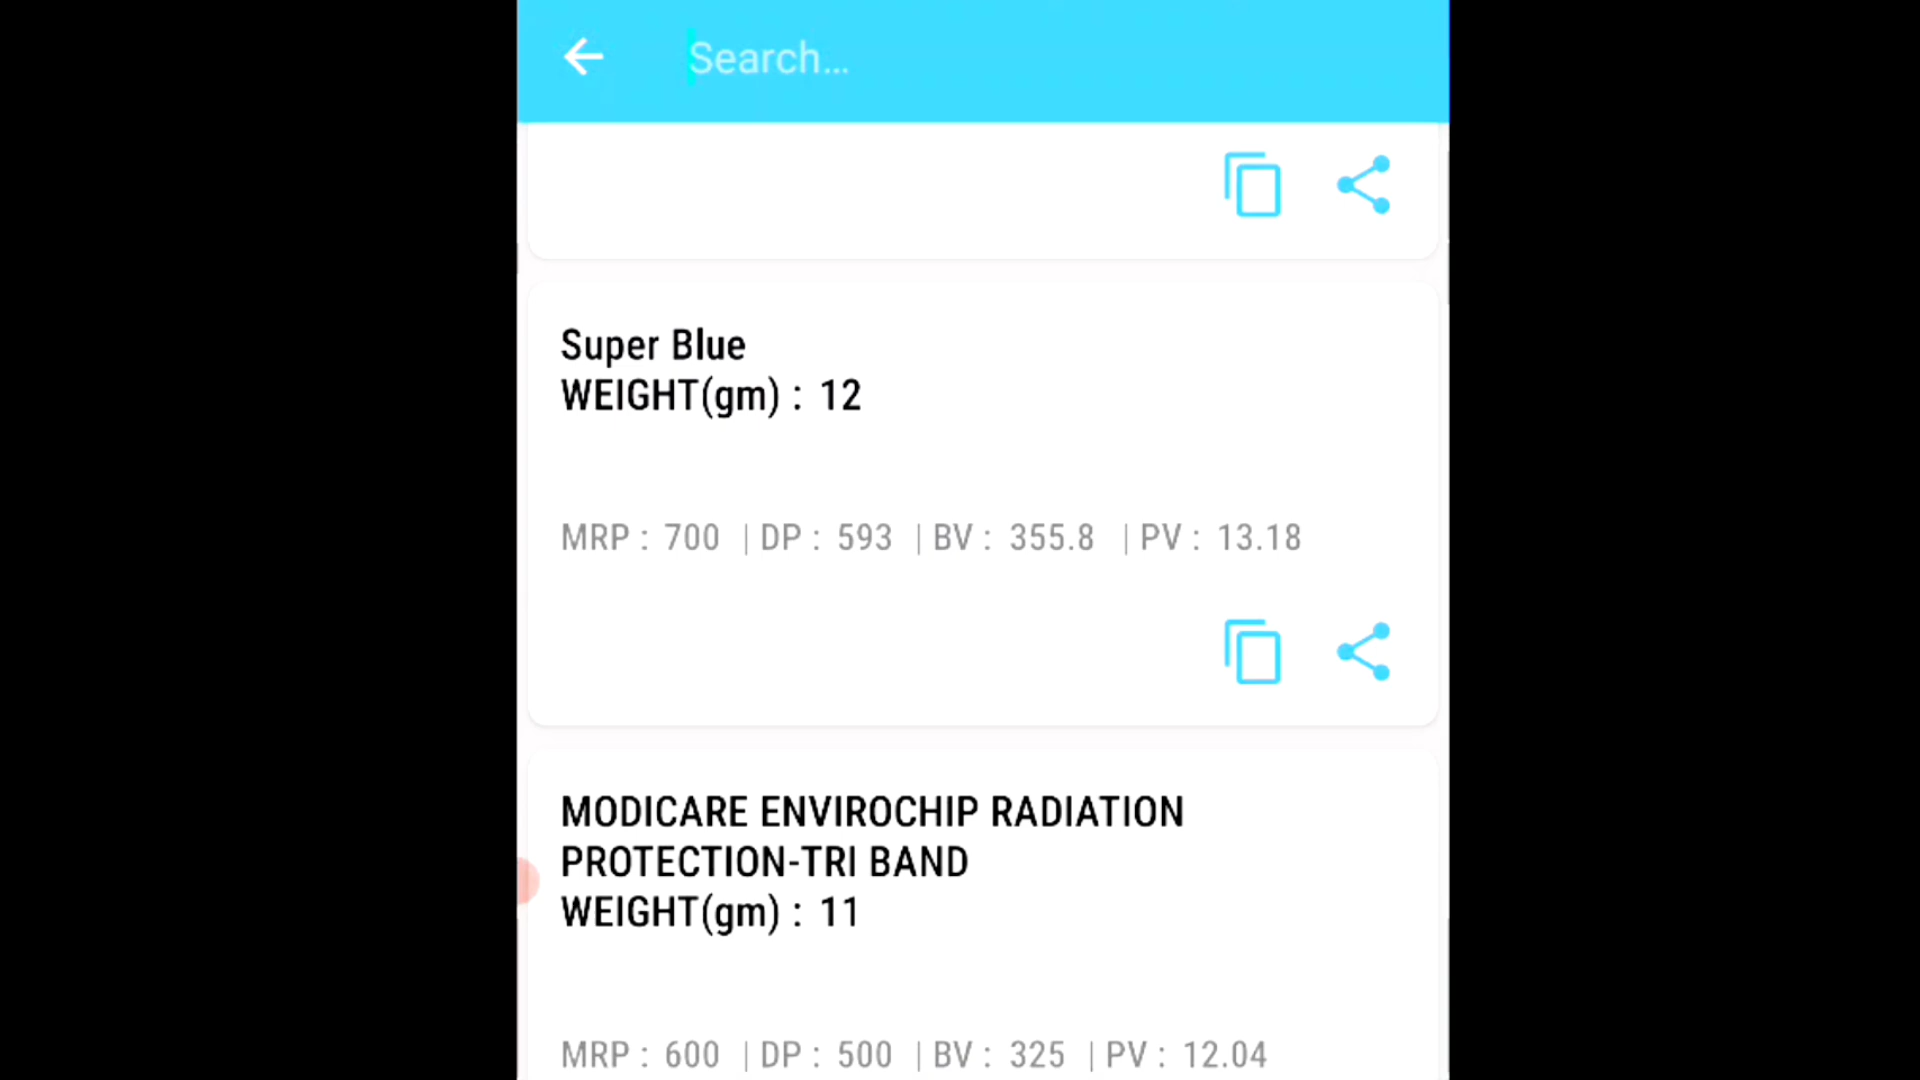 Search...
Super Blue
WEIGHT(gm) : 12
MRP : 700 | DP : 593 | BV : 355.8 | PV : 13.18
MODICARE ENVIROCHIP RADIATION
PROTECTION-TRI BAND
WEIGHT(gm) : 11
MRP : 600 | DP : 500 | BV : 325 | PV : 12.04